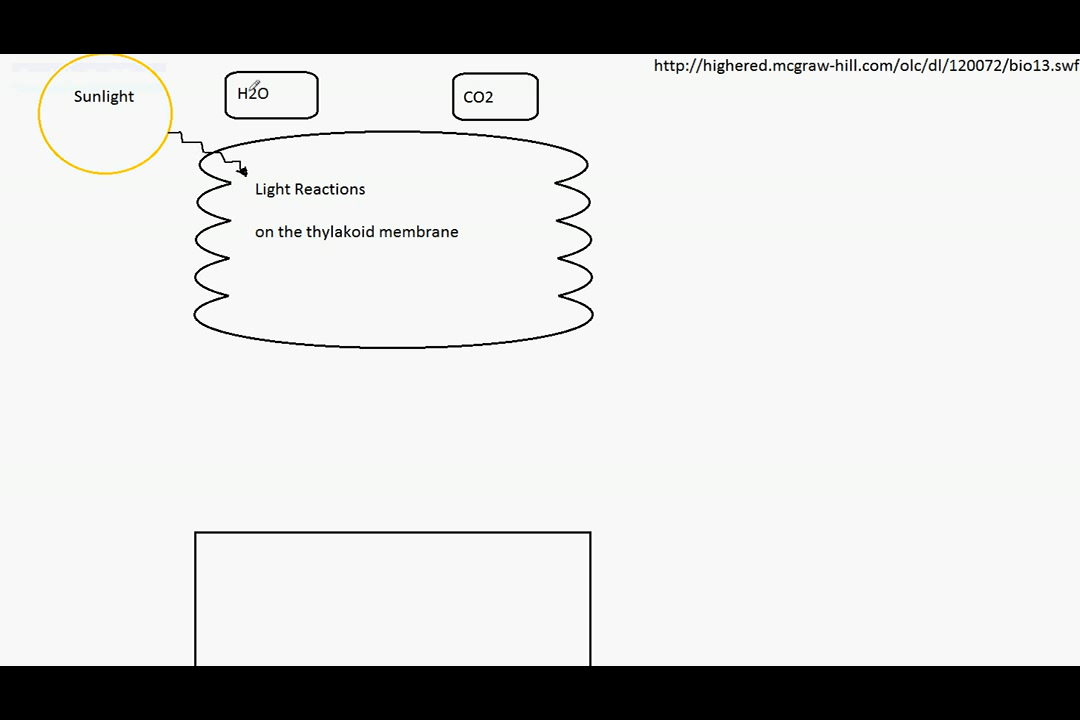 http://highered.mcgraw-hill.com/olc/dl/120072/bio13.swf
Sunlight
H2O
CO2
Light Reactions
on the thylakoid membrane